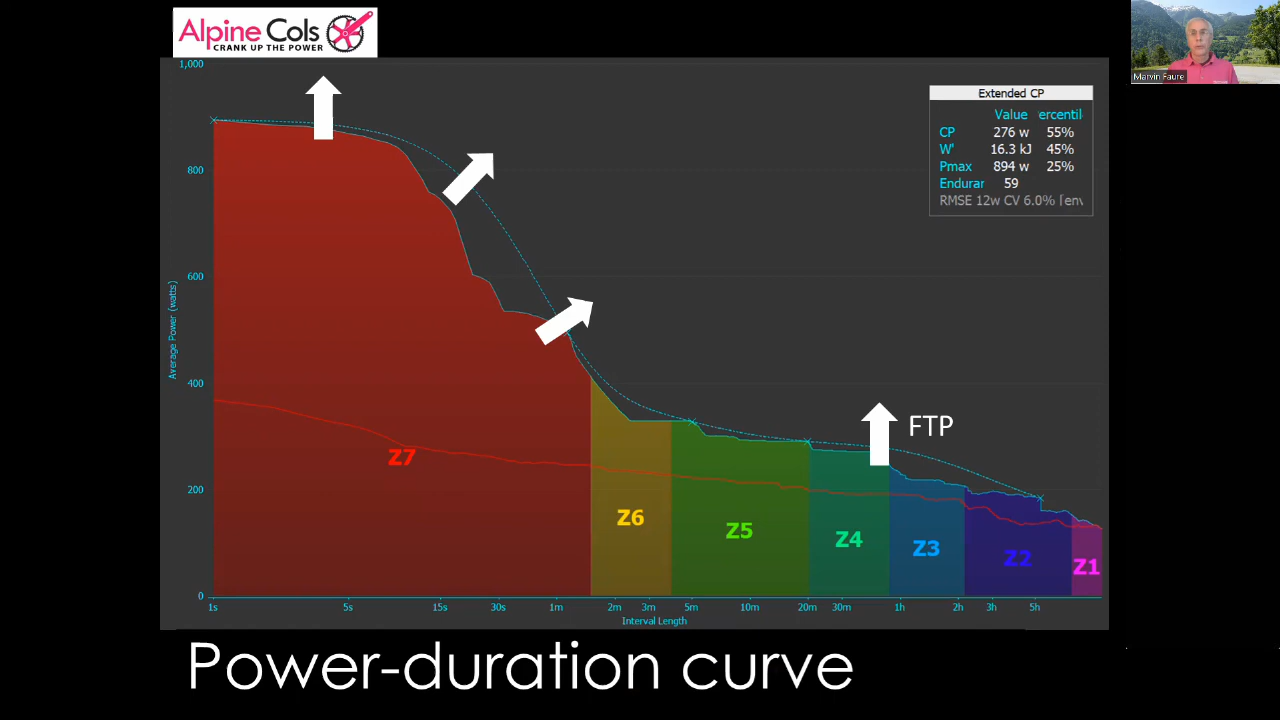 Alpine Cols
CRANK UP THE POWER
Marvin Faure
1,000
800
600
400
200
0
Average Power (watts)
Extended CP
Value ercentil
CP 276 w 55%
W' 16.3 kJ 45%
Pmax 894 w 25%
Endurar 59
RMSE 12w CV 6.0% [env
FTP
Z7
Z6
Z5
Z4
Z3
Z2
Z1
1s 5s 15s 30s 1m 2m 3m 5m 10m 20m 30m 1h 2h 3h 5h
Interval Length
Power-duration curve